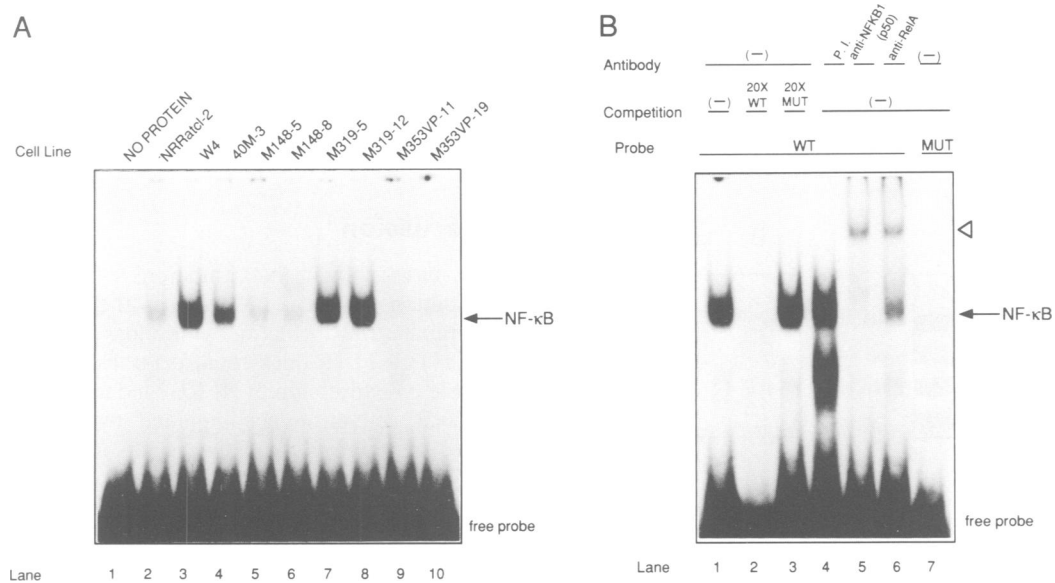 A
Cell Line
NO PROTEIN
NRRatcl-2
W4
40M-3
M148-5
M148-8
M319-5
M319-12
M353VP-11
M353VP-19
NF-κB
free probe
Lane 1 2 3 4 5 6 7 8 9 10
B
Antibody (—) P. I. anti-NFKB1 (p50) anti-RelA (—)
Competition (—) 20X WT 20X MUT (—)
Probe WT MUT
NF-κB
free probe
Lane 1 2 3 4 5 6 7